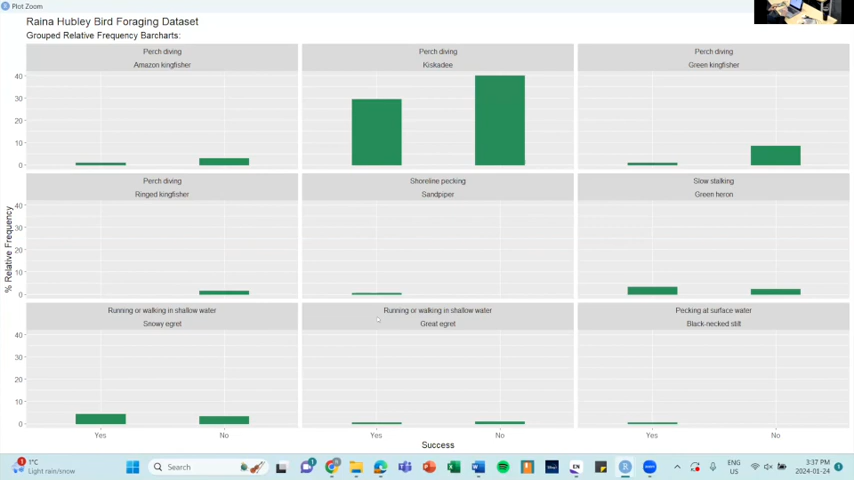 Plot Zoom
Raina Hubley Bird Foraging Dataset
Grouped Relative Frequency Barcharts:
Perch diving
Amazon kingfisher
Perch diving
Kiskadee
Perch diving
Green kingfisher
40
30
20
10
0
Perch diving
Ringed kingfisher
Shoreline pecking
Sandpiper
Slow stalking
Green heron
40
30
20
10
0
% Relative Frequency
Running or walking in shallow water
Snowy egret
Running or walking in shallow water
Great egret
Pecking at surface water
Black-necked stilt
40
30
20
10
0
Yes No Yes No Yes No
Success
1°C
Light rain/snow
Search
ENG
US
3:37 PM
2024-01-24